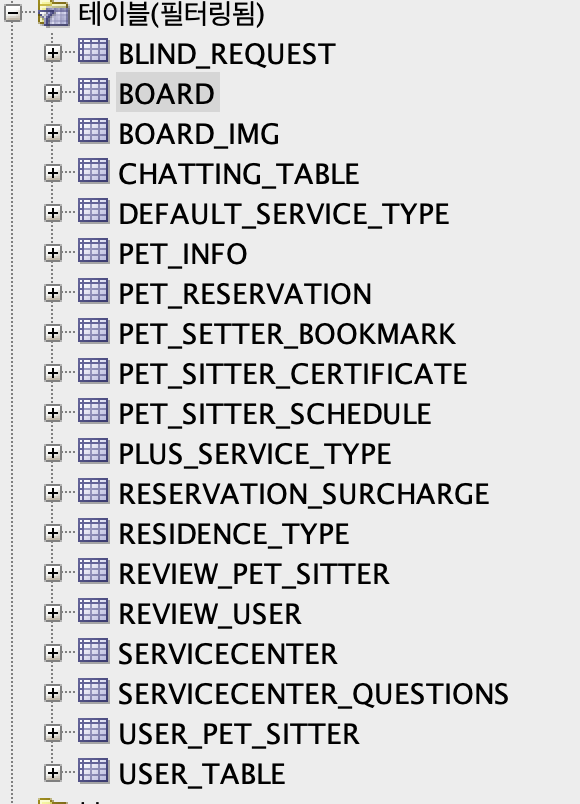 테이블(필터링됨)
BLIND_REQUEST
BOARD
BOARD_IMG
CHATTING_TABLE
DEFAULT_SERVICE_TYPE
PET_INFO
PET_RESERVATION
PET_SETTER_BOOKMARK
PET_SITTER_CERTIFICATE
PET_SITTER_SCHEDULE
PLUS_SERVICE_TYPE
RESERVATION_SURCHARGE
RESIDENCE_TYPE
REVIEW_PET_SITTER
REVIEW_USER
SERVICECENTER
SERVICECENTER_QUESTIONS
USER_PET_SITTER
USER_TABLE